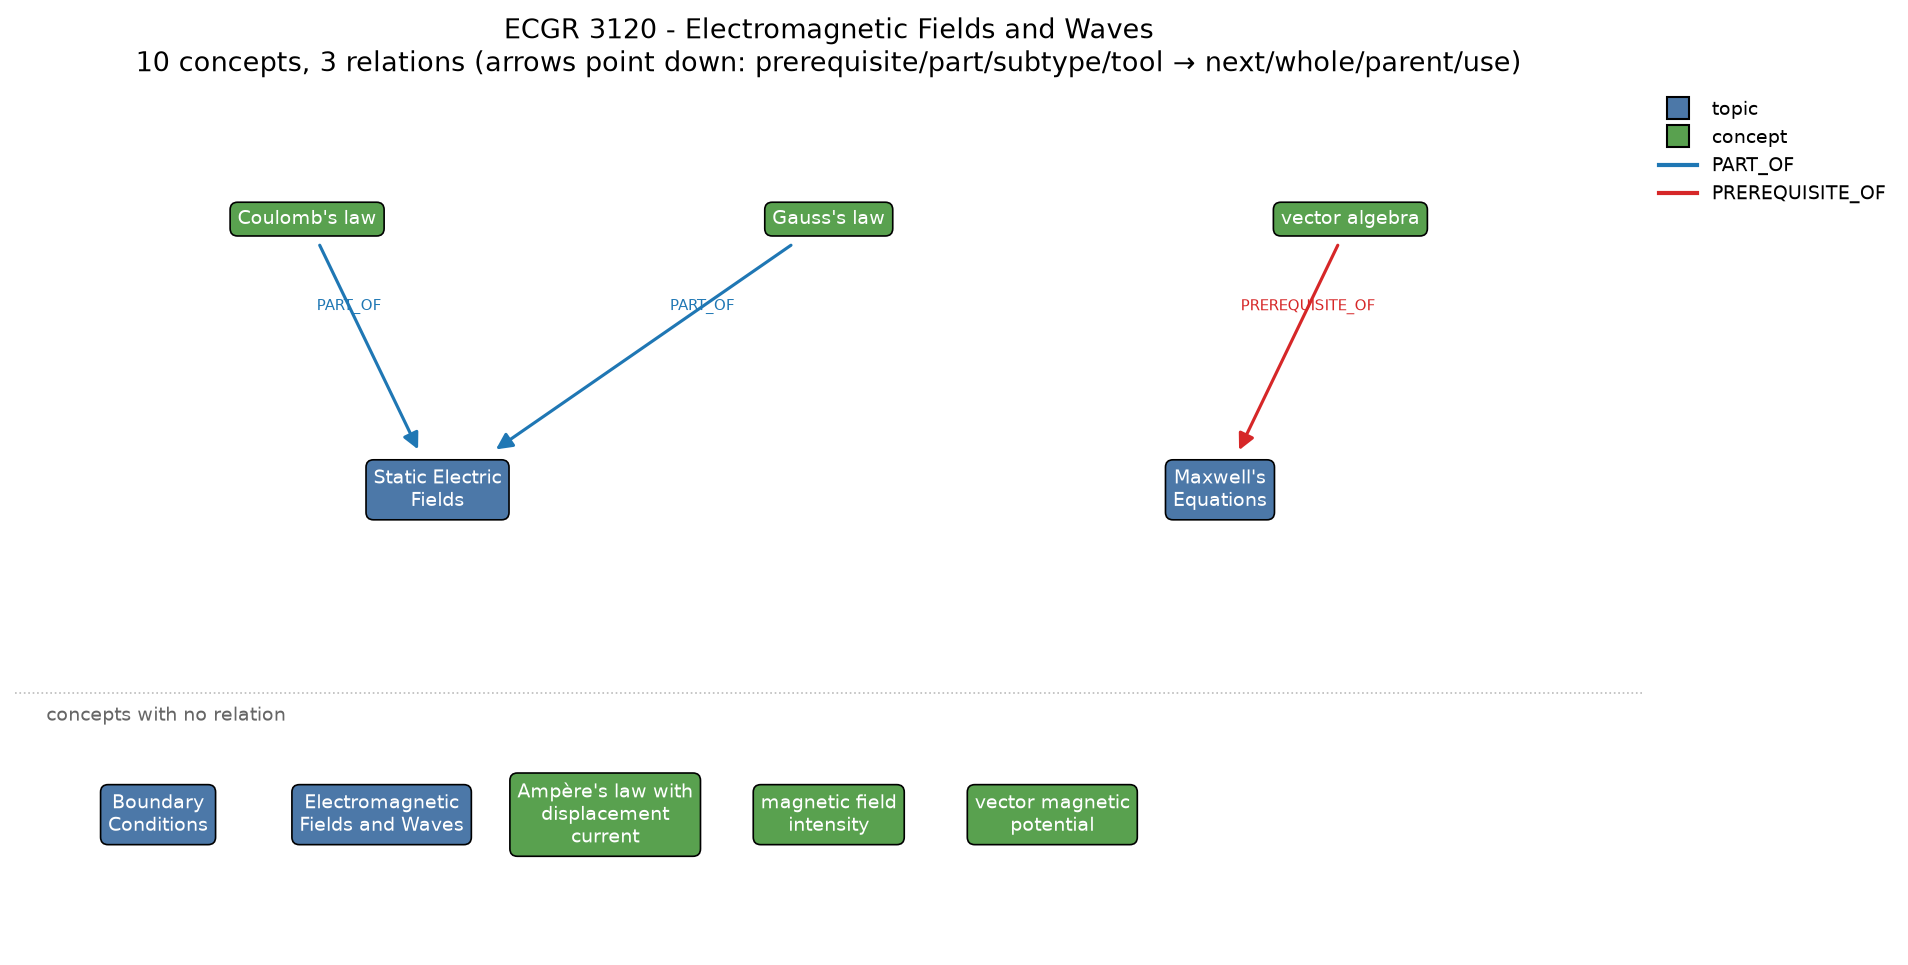 ECGR 3120 - Electromagnetic Fields and Waves
10 concepts, 3 relations (arrows point down: prerequisite/part/subtype/tool → next/whole/parent/use)
topic
concept
PART_OF
PREREQUISITE_OF
Coulomb's law
Gauss's law
vector algebra
PART_OF
PART_OF
PREREQUISITE_OF
Static Electric
Fields
Maxwell's
Equations
concepts with no relation
Boundary
Conditions
Electromagnetic
Fields and Waves
Ampère's law with
displacement
current
magnetic field
intensity
vector magnetic
potential